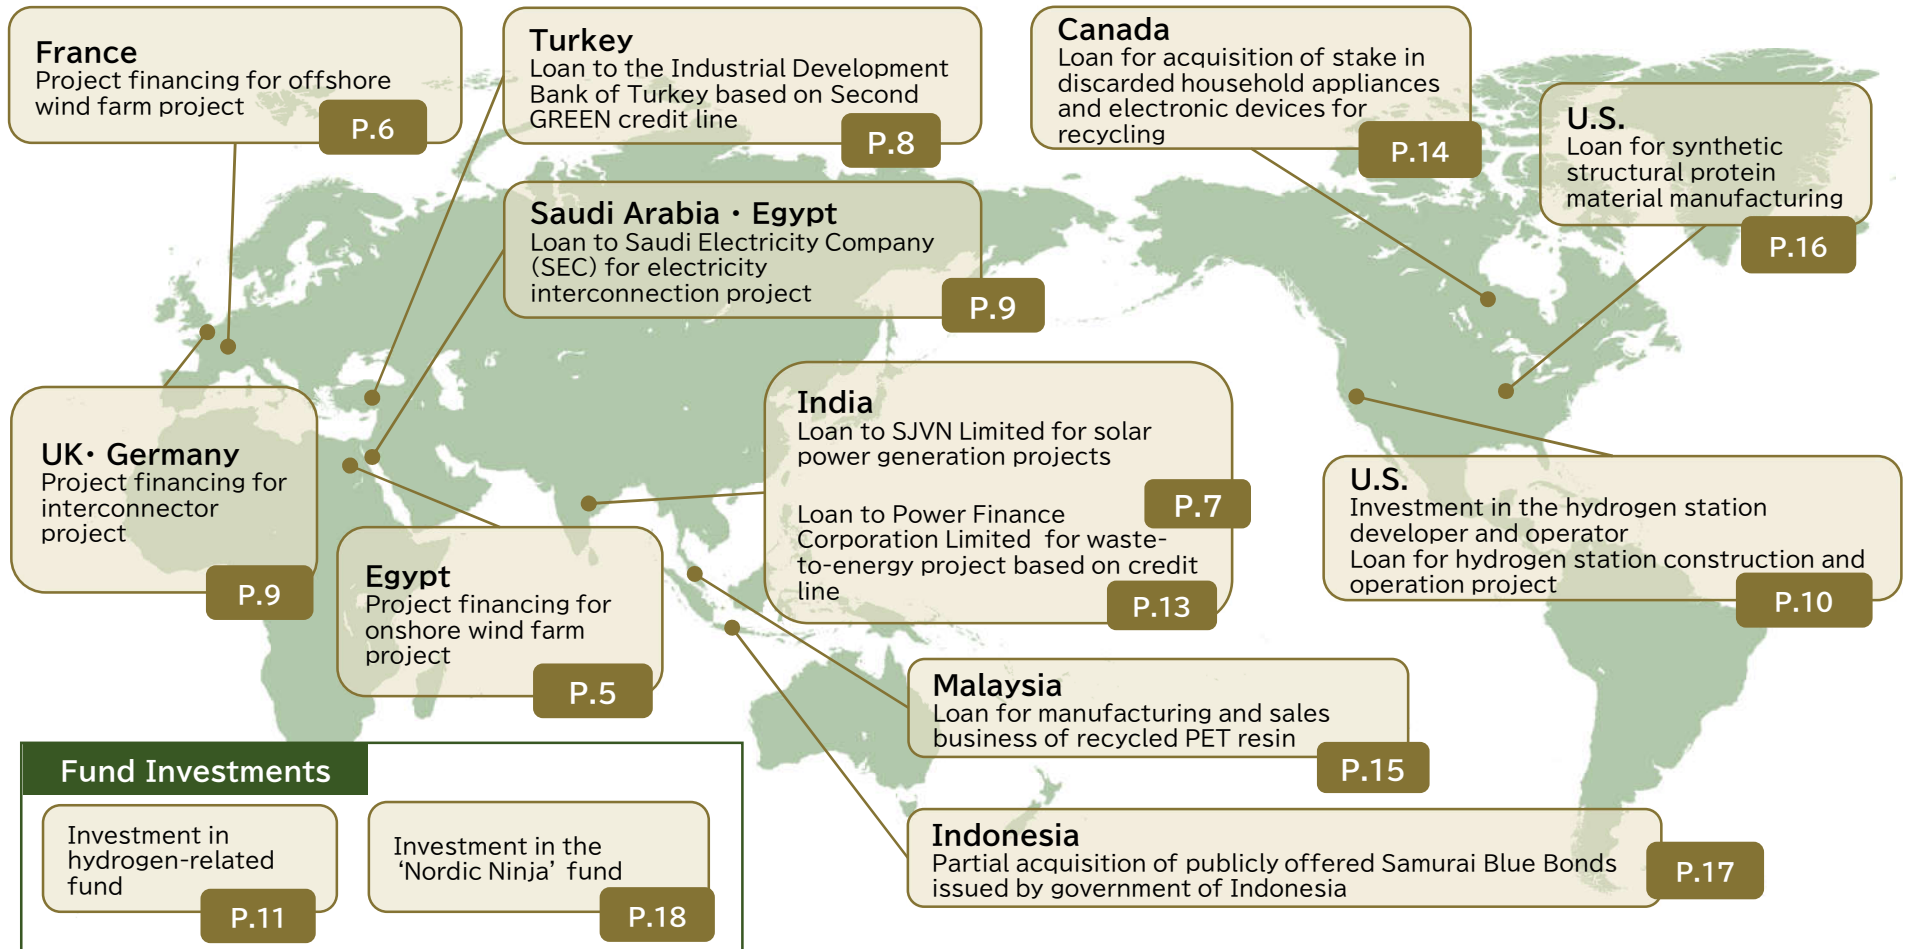 France
Project financing for offshore
wind farm project
P.6
Turkey
Loan to the Industrial Development
Bank of Turkey based on Second
GREEN credit line
P.8
Canada
Loan for acquisition of stake in
discarded household appliances
and electronic devices for
recycling
P.14
U.S.
Loan for synthetic
structural protein
material manufacturing
P.16
Saudi Arabia・Egypt
Loan to Saudi Electricity Company
(SEC) for electricity
interconnection project
P.9
UK・Germany
Project financing for
interconnector
project
P.9
Egypt
Project financing for
onshore wind farm
project
P.5
India
Loan to SJVN Limited for solar
power generation projects
P.7
Loan to Power Finance
Corporation Limited for waste-
to-energy project based on credit
line
P.13
U.S.
Investment in the hydrogen station
developer and operator
Loan for hydrogen station construction and
operation project
P.10
Malaysia
Loan for manufacturing and sales
business of recycled PET resin
P.15
Indonesia
Partial acquisition of publicly offered Samurai Blue Bonds
issued by government of Indonesia
P.17
Fund Investments
Investment in
hydrogen-related
fund
P.11
Investment in the
‘Nordic Ninja’ fund
P.18